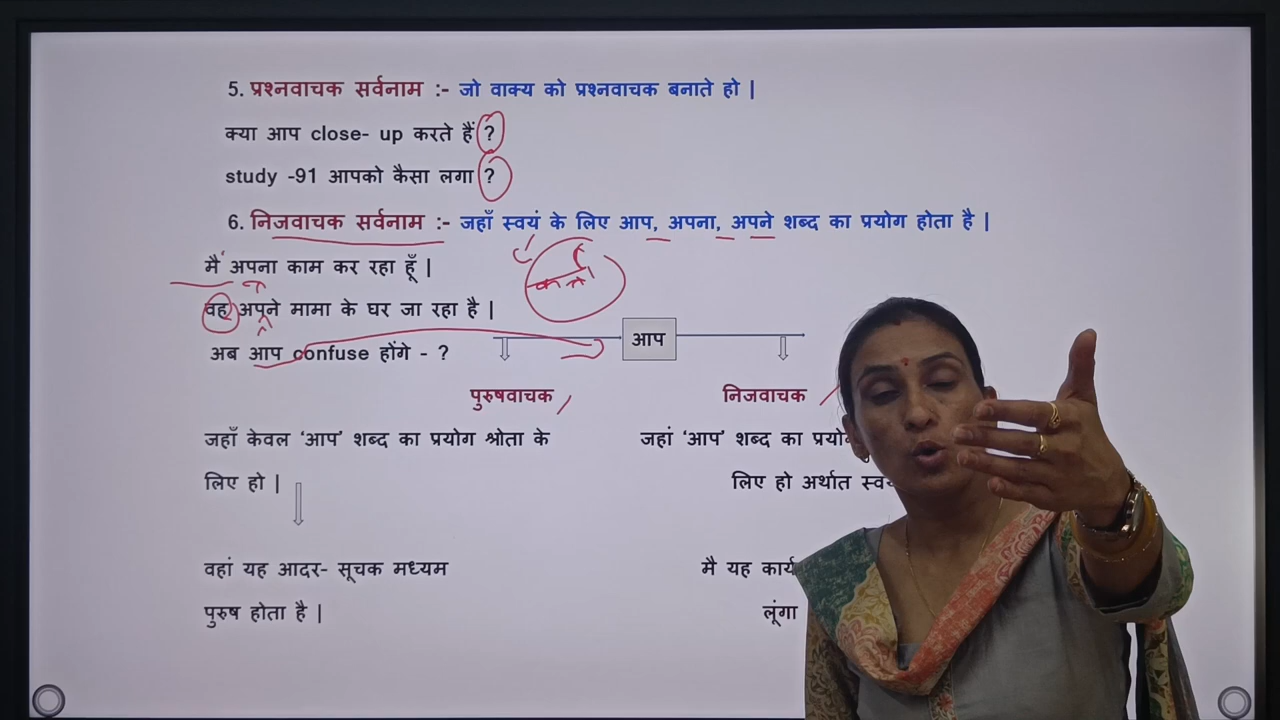 5. प्रश्नवाचक सर्वनाम :- जो वाक्य को प्रश्नवाचक बनाते हो |
क्या आप close- up करते हैं ?
study -91 आपको कैसा लगा ?
6. निजवाचक सर्वनाम :- जहाँ स्वयं के लिए आप, अपना, अपने शब्द का प्रयोग होता है |
मै अपना काम कर रहा हूँ |
वह अपने मामा के घर जा रहा है |
अब आप confuse होंगे - ?
आप
पुरुषवाचक
निजवाचक
जहाँ केवल ‘आप’ शब्द का प्रयोग श्रोता के
लिए हो |
जहां ‘आप’ शब्द का
लिए हो अर्थात
वहां यह आदर- सूचक मध्यम
पुरुष होता है |
मै यह कार्य
लूंगा